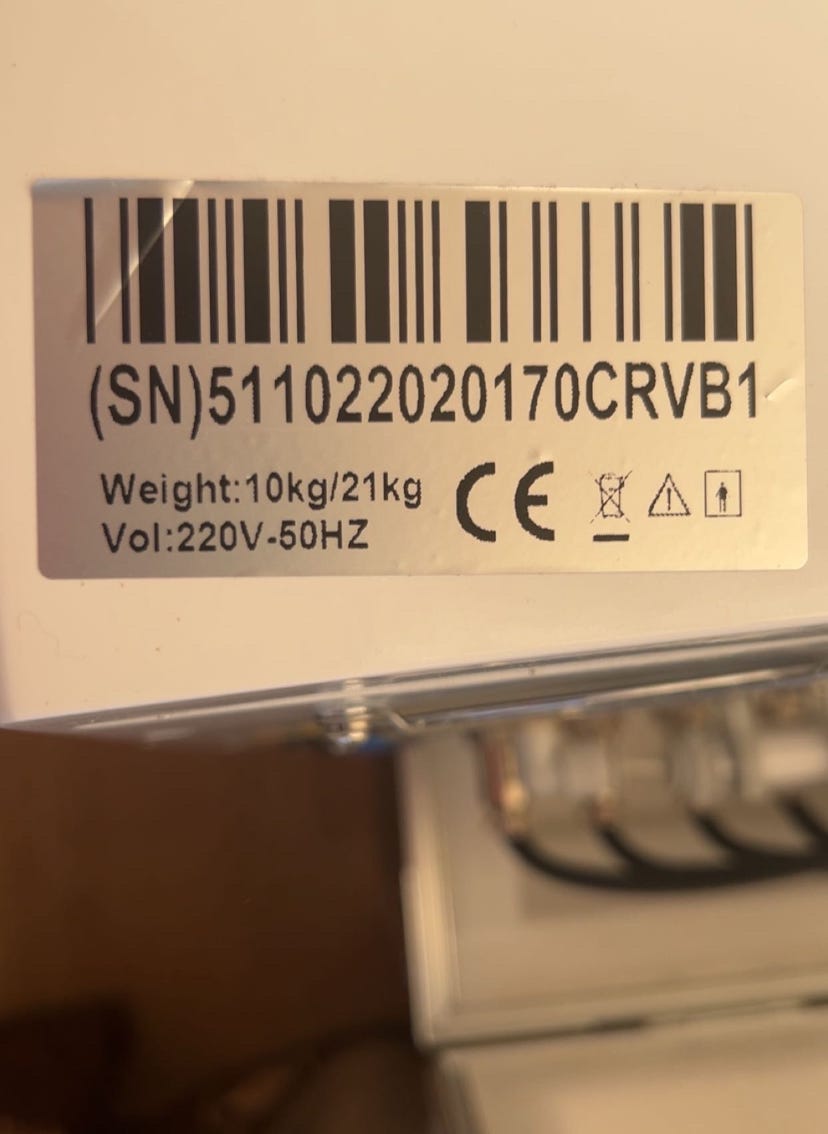 (SN)511022020170CRVB1
Weight:10kg/21kg
Vol:220V-50HZ
CE